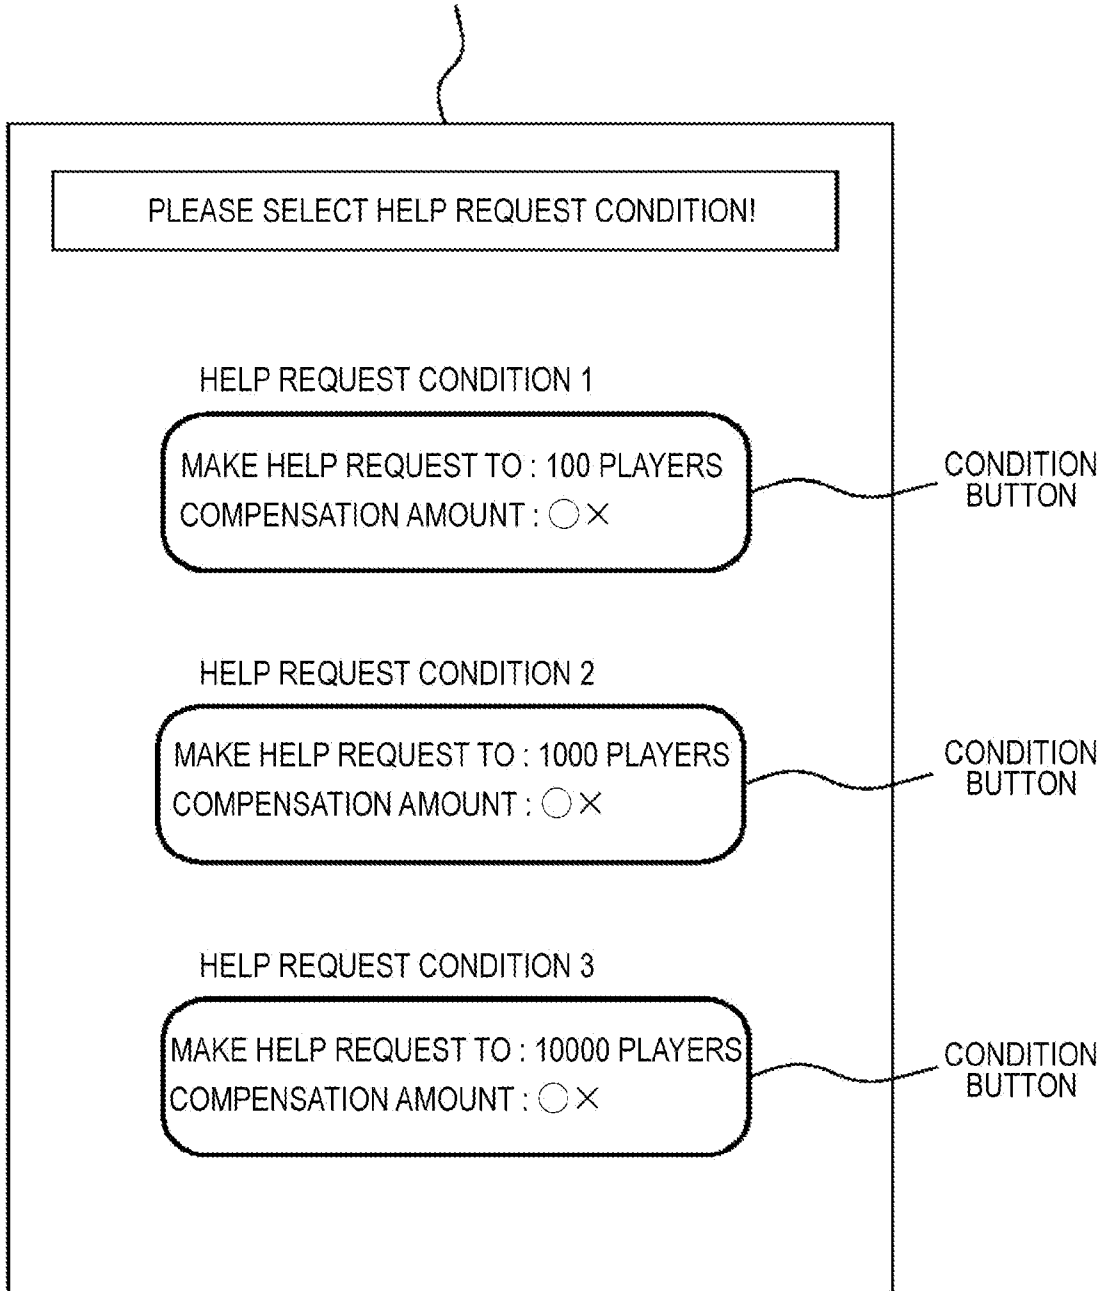 PLEASE SELECT HELP REQUEST CONDITION!
HELP REQUEST CONDITION 1
MAKE HELP REQUEST TO : 100 PLAYERS
COMPENSATION AMOUNT : ○×
CONDITION
BUTTON
HELP REQUEST CONDITION 2
MAKE HELP REQUEST TO : 1000 PLAYERS
COMPENSATION AMOUNT : ○×
CONDITION
BUTTON
HELP REQUEST CONDITION 3
MAKE HELP REQUEST TO : 10000 PLAYERS
COMPENSATION AMOUNT : ○×
CONDITION
BUTTON